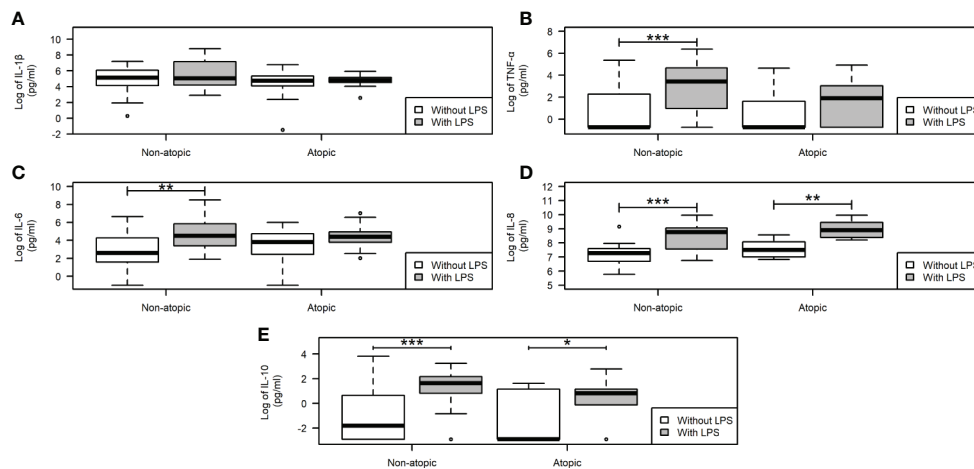 A
Log of IL-1β
(pg/ml)
10
8
6
4
2
0
-2
Non-atopic
Atopic
Without LPS
With LPS
B
Log of TNF-α
(pg/ml)
8
6
4
2
0
***
Non-atopic
Atopic
Without LPS
With LPS
C
Log of IL-6
(pg/ml)
10
8
6
4
2
0
**
Non-atopic
Atopic
Without LPS
With LPS
D
Log of IL-8
(pg/ml)
12
11
10
9
8
7
6
5
***
**
Non-atopic
Atopic
Without LPS
With LPS
E
Log of IL-10
(pg/ml)
4
2
0
-2
***
*
Non-atopic
Atopic
Without LPS
With LPS